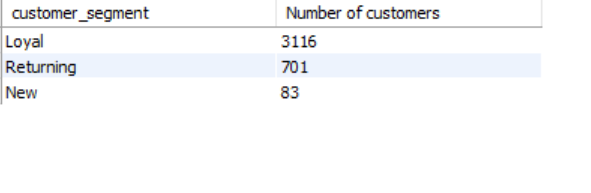 customer_segment Number of customers
Loyal 3116
Returning 701
New 83